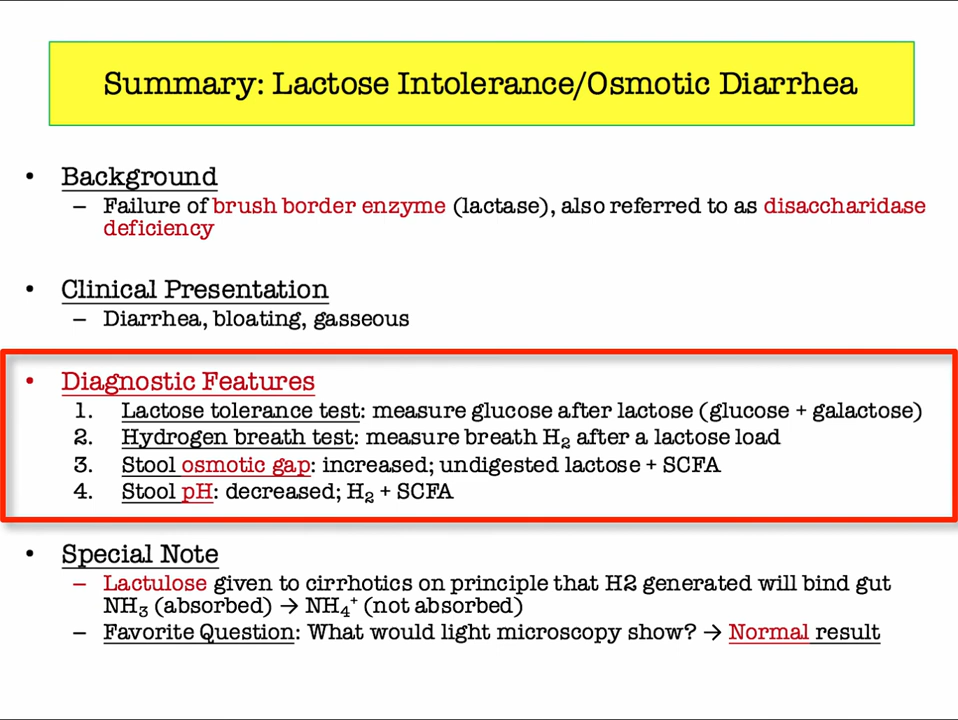 Summary: Lactose Intolerance/Osmotic Diarrhea
• Background
– Failure of brush border enzyme (lactase), also referred to as disaccharidase
deficiency
• Clinical Presentation
– Diarrhea, bloating, gasseous
• Diagnostic Features
1. Lactose tolerance test: measure glucose after lactose (glucose + galactose)
2. Hydrogen breath test: measure breath H₂ after a lactose load
3. Stool osmotic gap: increased; undigested lactose + SCFA
4. Stool pH: decreased; H₂ + SCFA
• Special Note
– Lactulose given to cirrhotics on principle that H2 generated will bind gut
NH₃ (absorbed) → NH₄⁺ (not absorbed)
– Favorite Question: What would light microscopy show? → Normal result